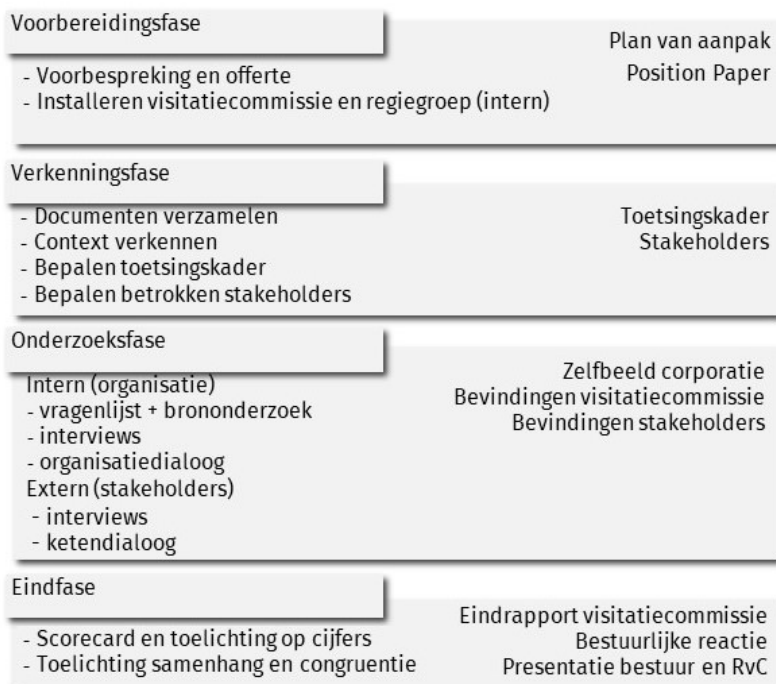 Voorbereidingsfase
Plan van aanpak
Position Paper
- Voorbespreking en offerte
- Installeren visitatiecommissie en regiegroep (intern)
Verkenningsfase
- Documenten verzamelen
- Context verkennen
- Bepalen toetsingskader
- Bepalen betrokken stakeholders
Toetsingskader
Stakeholders
Onderzoeksfase
Intern (organisatie)
- vragenlijst + brononderzoek
- interviews
- organisatiedialoog
Extern (stakeholders)
- interviews
- ketendialoog
Zelfbeeld corporatie
Bevindingen visitatiecommissie
Bevindingen stakeholders
Eindfase
- Scorecard en toelichting op cijfers
- Toelichting samenhang en congruentie
Eindrapport visitatiecommissie
Bestuurlijke reactie
Presentatie bestuur en RvC